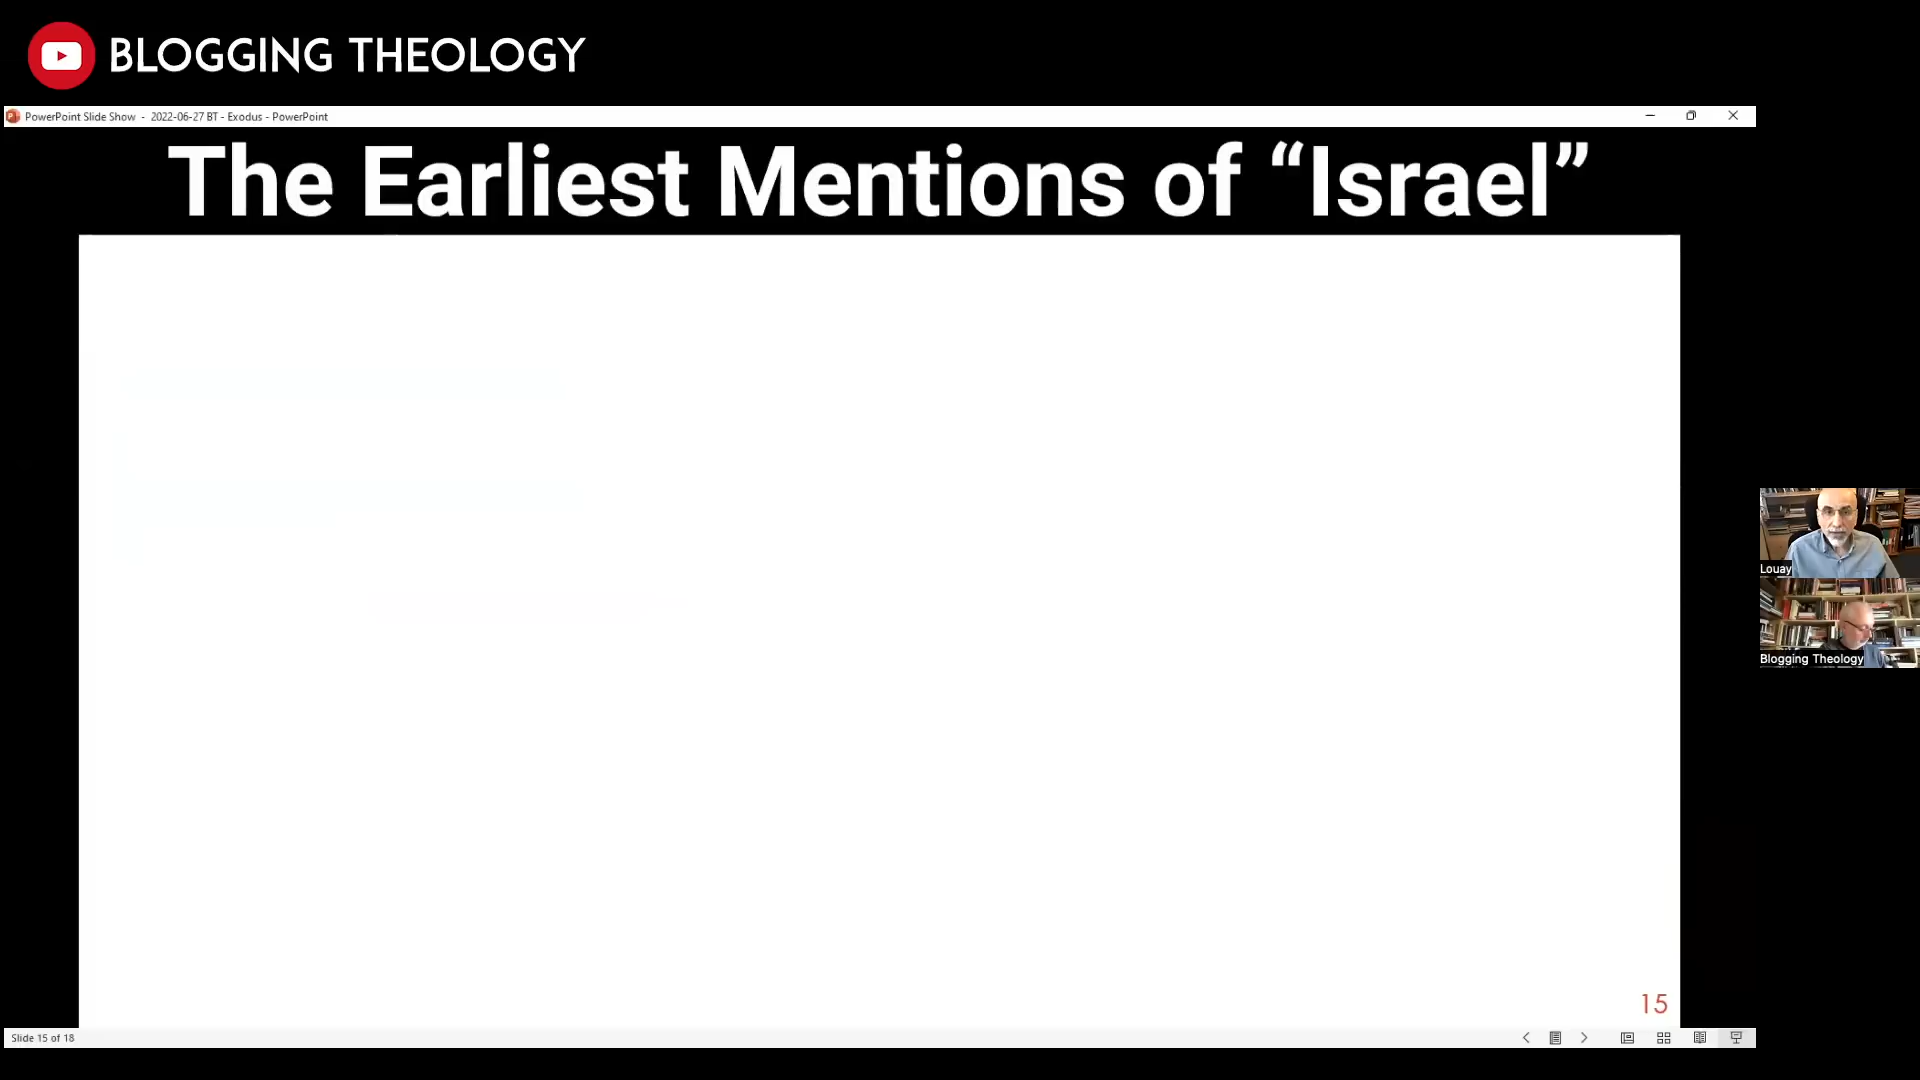 BLOGGING THEOLOGY
PowerPoint Slide Show - 2022-06-27 BT - Exodus - PowerPoint
The Earliest Mentions of “Israel”
Louay
Blogging Theology
15
Slide 15 of 18